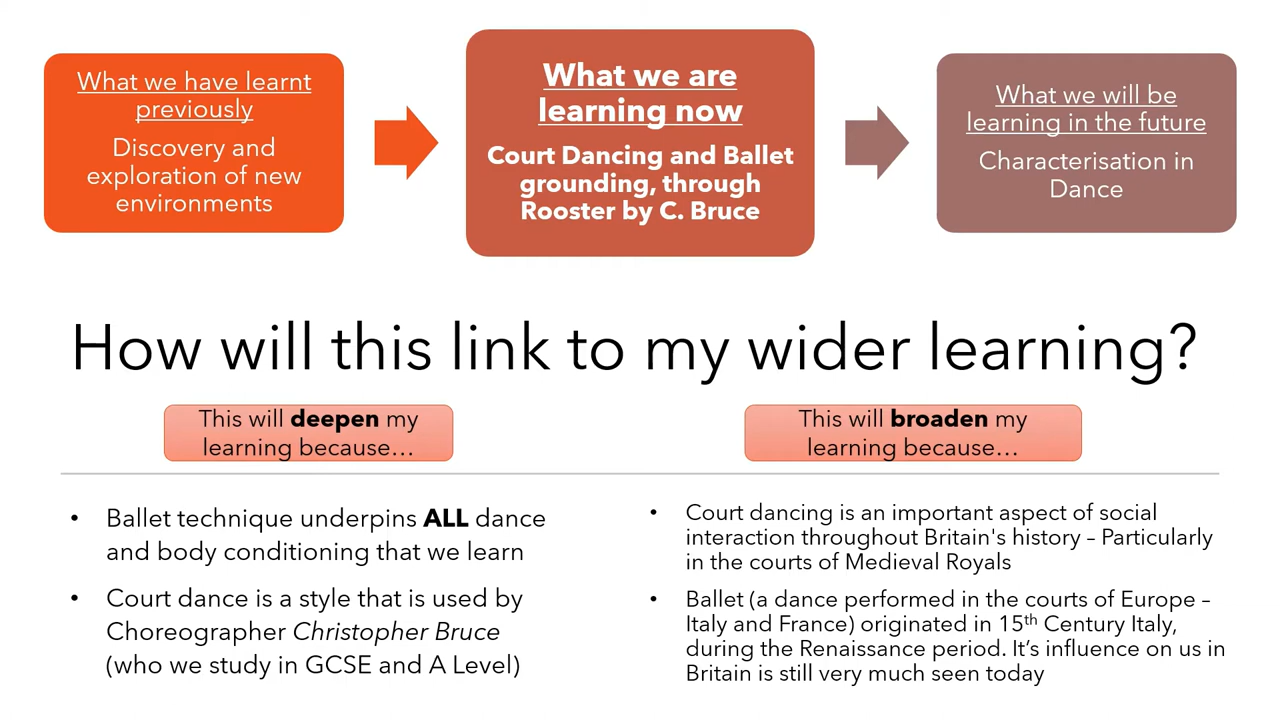 What we have learnt
previously
Discovery and
exploration of new
environments
What we are
learning now
Court Dancing and Ballet
grounding, through
Rooster by C. Bruce
What we will be
learning in the future
Characterisation in
Dance
How will this link to my wider learning?
This will deepen my
learning because…
• Ballet technique underpins ALL dance
and body conditioning that we learn
• Court dance is a style that is used by
Choreographer Christopher Bruce
(who we study in GCSE and A Level)
This will broaden my
learning because…
• Court dancing is an important aspect of social
interaction throughout Britain's history – Particularly
in the courts of Medieval Royals
• Ballet (a dance performed in the courts of Europe –
Italy and France) originated in 15th Century Italy,
during the Renaissance period. It’s influence on us in
Britain is still very much seen today